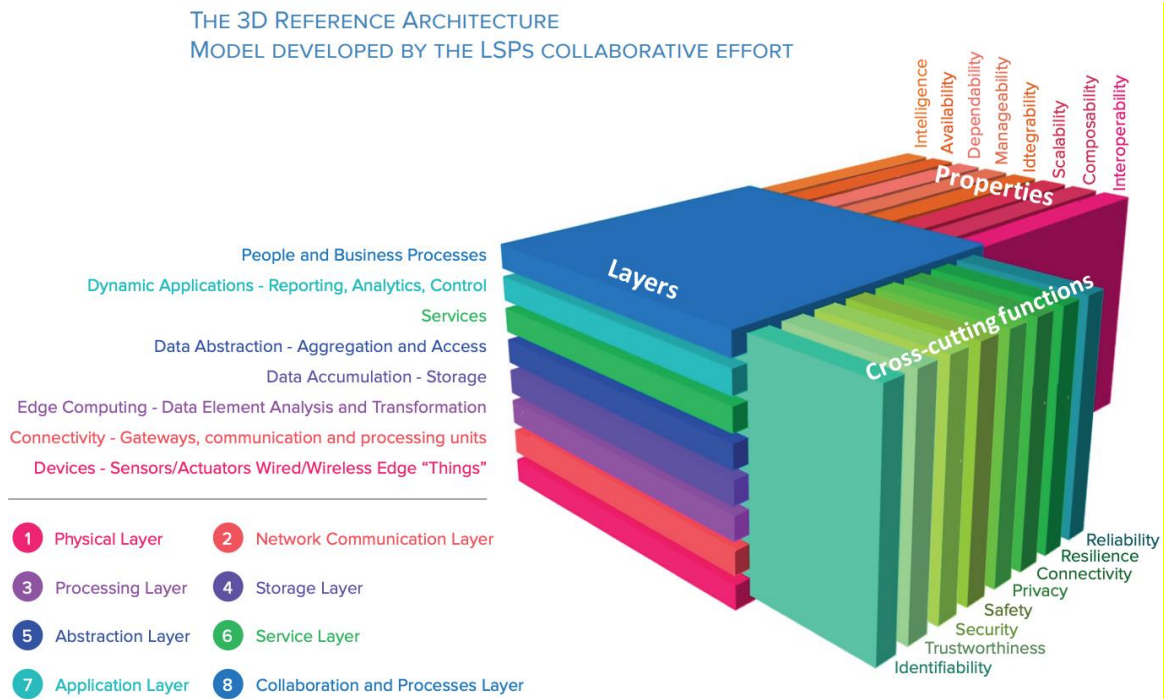 THE 3D REFERENCE ARCHITECTURE
MODEL DEVELOPED BY THE LSPS COLLABORATIVE EFFORT
Intelligence
Availability
Dependability
Manageability
Idtegrability
Scalability
Composability
Interoperability
Properties
Layers
Cross-cutting functions
People and Business Processes
Dynamic Applications - Reporting, Analytics, Control
Services
Data Abstraction - Aggregation and Access
Data Accumulation - Storage
Edge Computing - Data Element Analysis and Transformation
Connectivity - Gateways, communication and processing units
Devices - Sensors/Actuators Wired/Wireless Edge “Things”
Reliability
Resilience
Connectivity
Privacy
Safety
Security
Trustworthiness
Identifiability
1 Physical Layer
2 Network Communication Layer
3 Processing Layer
4 Storage Layer
5 Abstraction Layer
6 Service Layer
7 Application Layer
8 Collaboration and Processes Layer